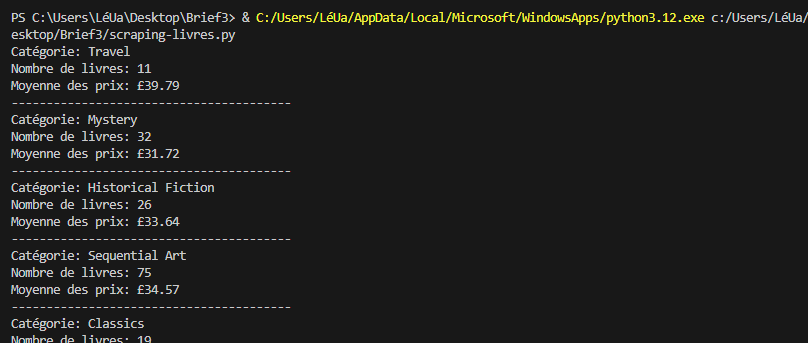 PS C:\Users\LéUa\Desktop\Brief3> & C:/Users/LéUa/AppData/Local/Microsoft/WindowsApps/python3.12.exe c:/Users/LéUa/
esktop/Brief3/scraping-livres.py
Catégorie: Travel
Nombre de livres: 11
Moyenne des prix: £39.79
----------------------------------------
Catégorie: Mystery
Nombre de livres: 32
Moyenne des prix: £31.72
----------------------------------------
Catégorie: Historical Fiction
Nombre de livres: 26
Moyenne des prix: £33.64
----------------------------------------
Catégorie: Sequential Art
Nombre de livres: 75
Moyenne des prix: £34.57
----------------------------------------
Catégorie: Classics
Nombre de livres: 19